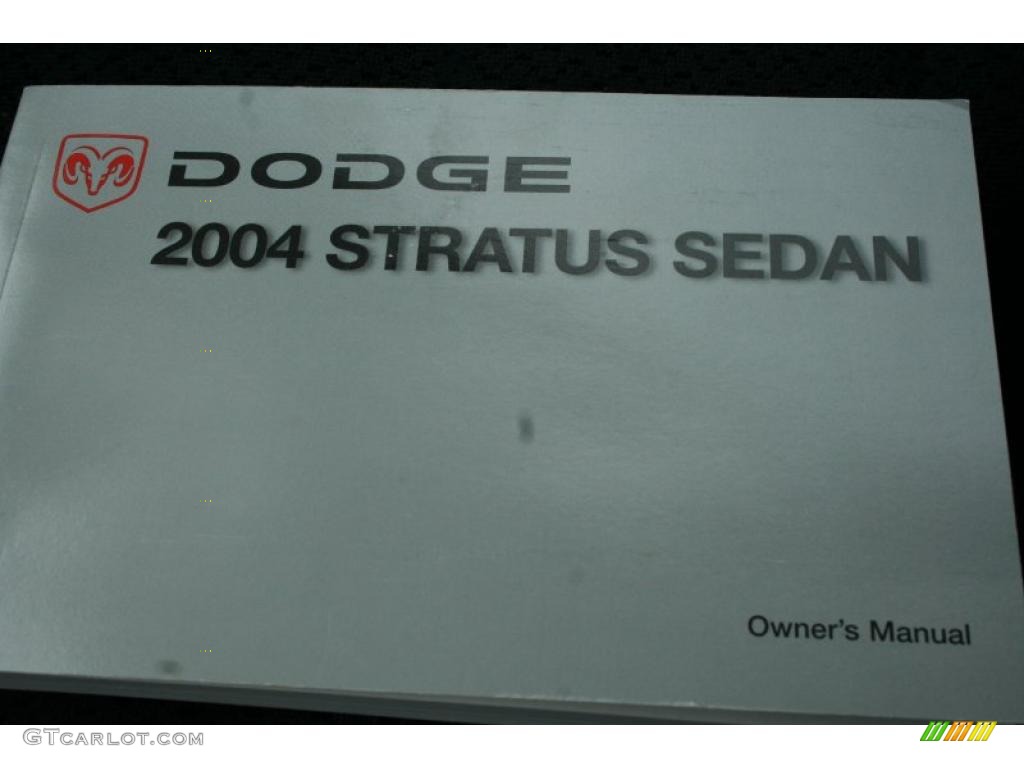 DODGE
2004 STRATUS SEDAN
Owner's Manual
GTCARLOT.COM